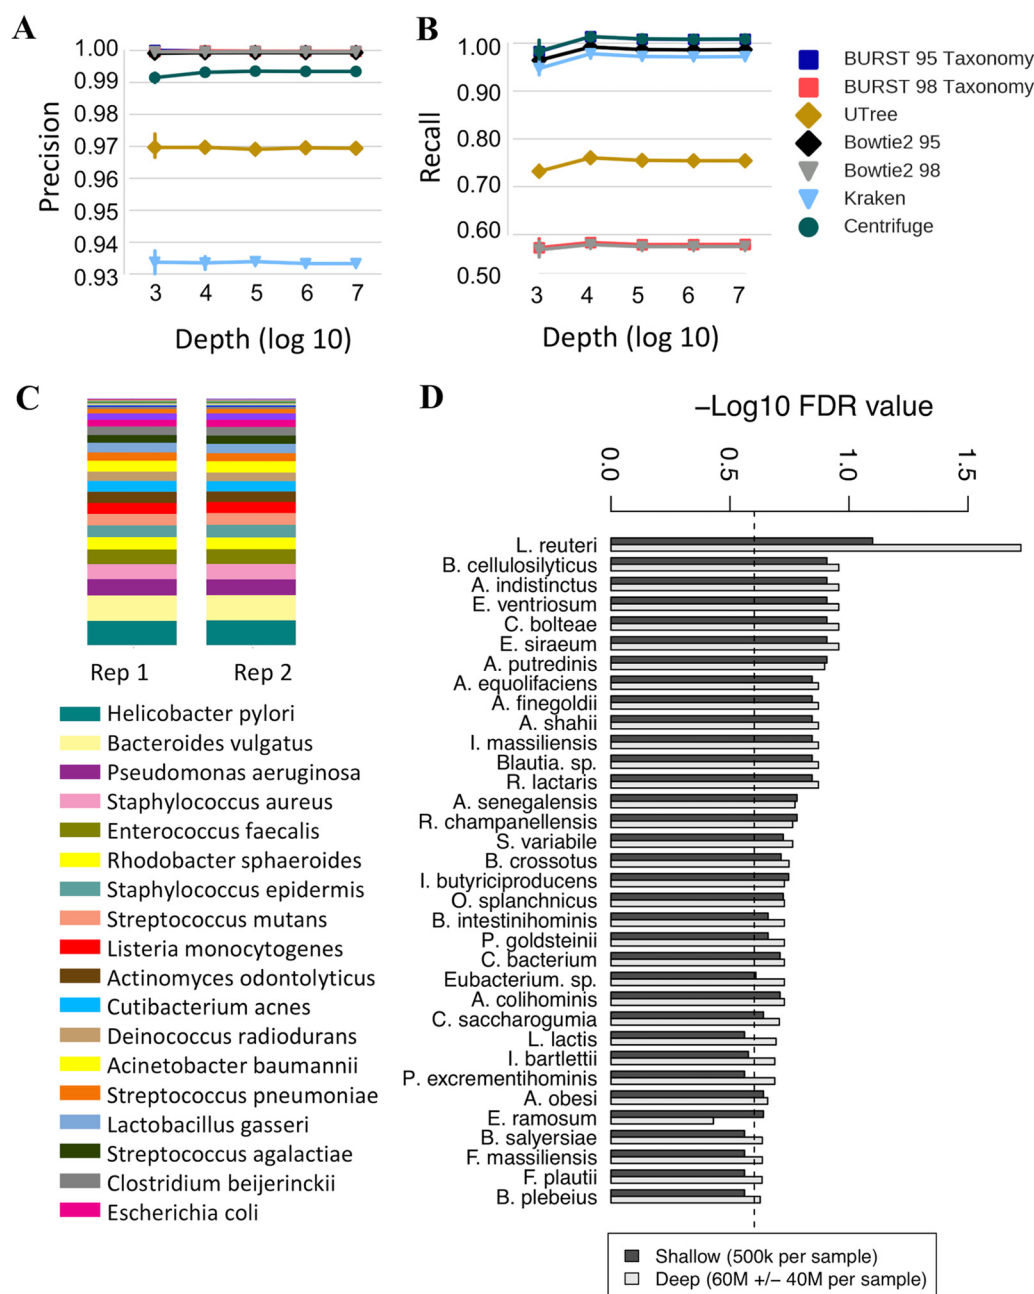 A
1.00
0.99
0.98
0.97
0.96
0.95
0.94
0.93
Precision
3 4 5 6 7
Depth (log 10)
B
1.00
0.90
0.80
0.70
0.60
0.50
Recall
3 4 5 6 7
Depth (log 10)
BURST 95 Taxonomy
BURST 98 Taxonomy
UTree
Bowtie2 95
Bowtie2 98
Kraken
Centrifuge
C
Rep 1 Rep 2
Helicobacter pylori
Bacteroides vulgatus
Pseudomonas aeruginosa
Staphylococcus aureus
Enterococcus faecalis
Rhodobacter sphaeroides
Staphylococcus epidermis
Streptococcus mutans
Listeria monocytogenes
Actinomyces odontolyticus
Cutibacterium acnes
Deinococcus radiodurans
Acinetobacter baumannii
Streptococcus pneumoniae
Lactobacillus gasseri
Streptococcus agalactiae
Clostridium beijerinckii
Escherichia coli
D
−Log10 FDR value
0.0 0.5 1.0 1.5
L. reuteri
B. cellulosilyticus
A. indistinctus
E. ventriosum
C. bolteae
E. siraeum
A. putredinis
A. equolifaciens
A. finegoldii
A. shahii
I. massiliensis
Blautia. sp.
R. lactaris
A. senegalensis
R. champanellensis
S. variabile
B. crossotus
I. butyriciproducens
O. splanchnicus
B. intestinihominis
P. goldsteinii
C. bacterium
Eubacterium. sp.
A. colihominis
C. saccharogumia
L. lactis
I. bartlettii
P. excrementihominis
A. obesi
E. ramosum
B. salyersiae
F. massiliensis
F. plautii
B. plebeius
Shallow (500k per sample)
Deep (60M +/− 40M per sample)